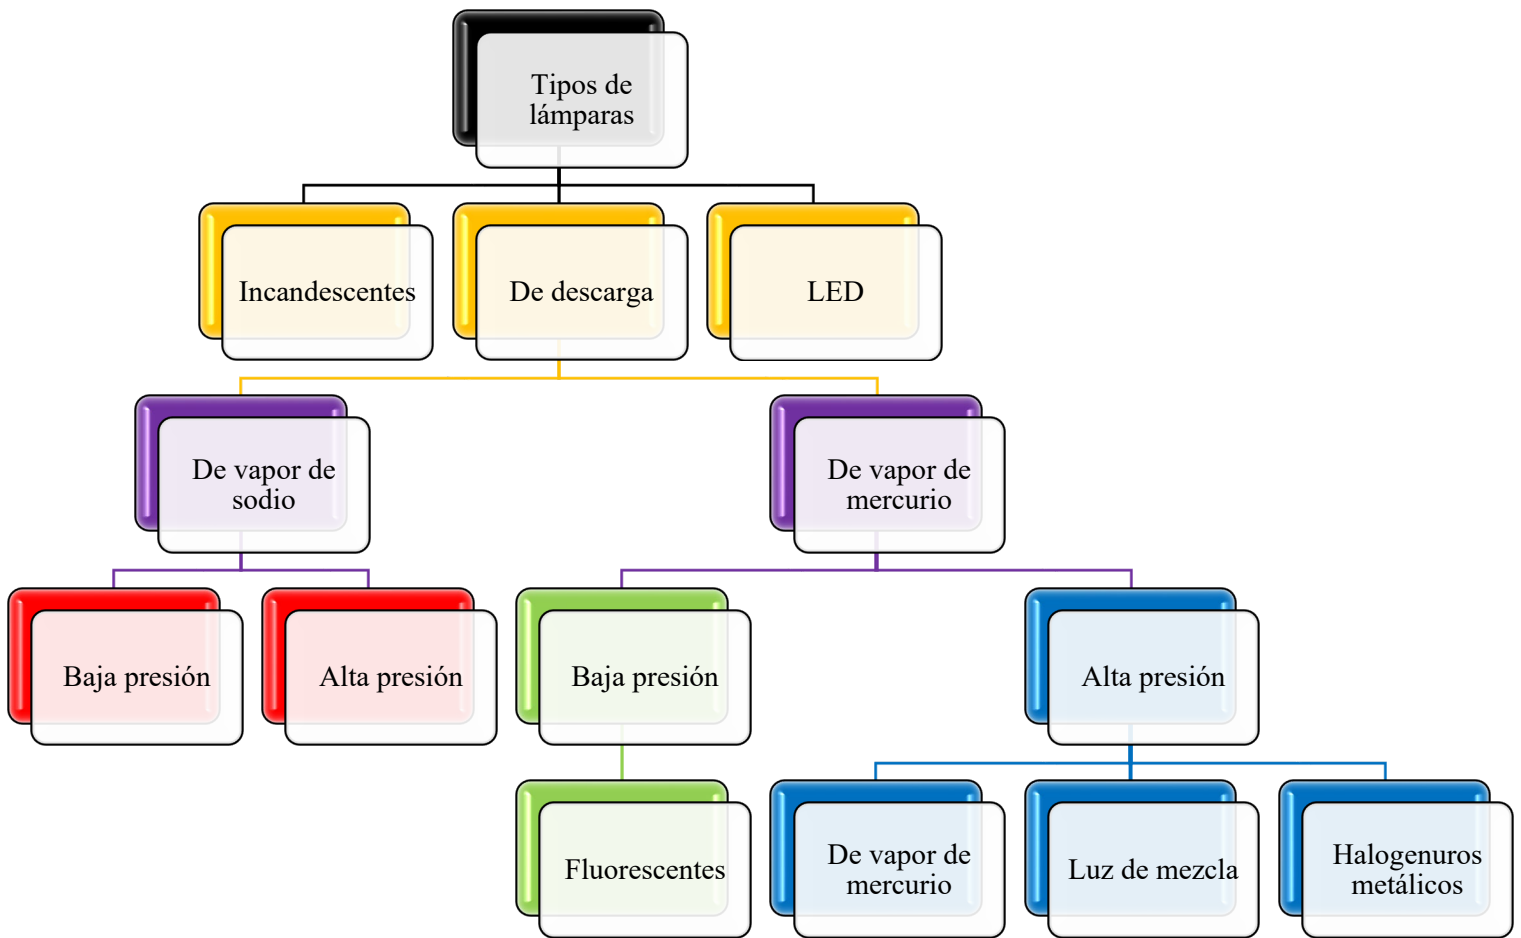 Tipos de
lámparas
Incandescentes
De descarga
LED
De vapor de
sodio
De vapor de
mercurio
Baja presión
Alta presión
Baja presión
Alta presión
Fluorescentes
De vapor de
mercurio
Luz de mezcla
Halogenuros
metálicos